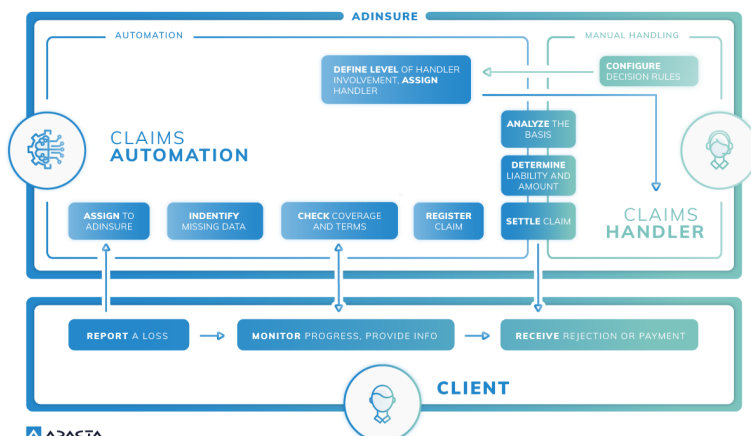 ADINSURE
AUTOMATION
MANUAL HANDLING
DEFINE LEVEL OF HANDLER
INVOLVEMENT, ASSIGN
HANDLER
CONFIGURE
DECISION RULES
CLAIMS
AUTOMATION
ANALYZE THE
BASIS
DETERMINE
LIABILITY AND
AMOUNT
ASSIGN TO
ADINSURE
INDENTIFY
MISSING DATA
CHECK COVERAGE
AND TERMS
REGISTER
CLAIM
SETTLE CLAIM
CLAIMS
HANDLER
REPORT A LOSS
MONITOR PROGRESS, PROVIDE INFO
RECEIVE REJECTION OR PAYMENT
CLIENT